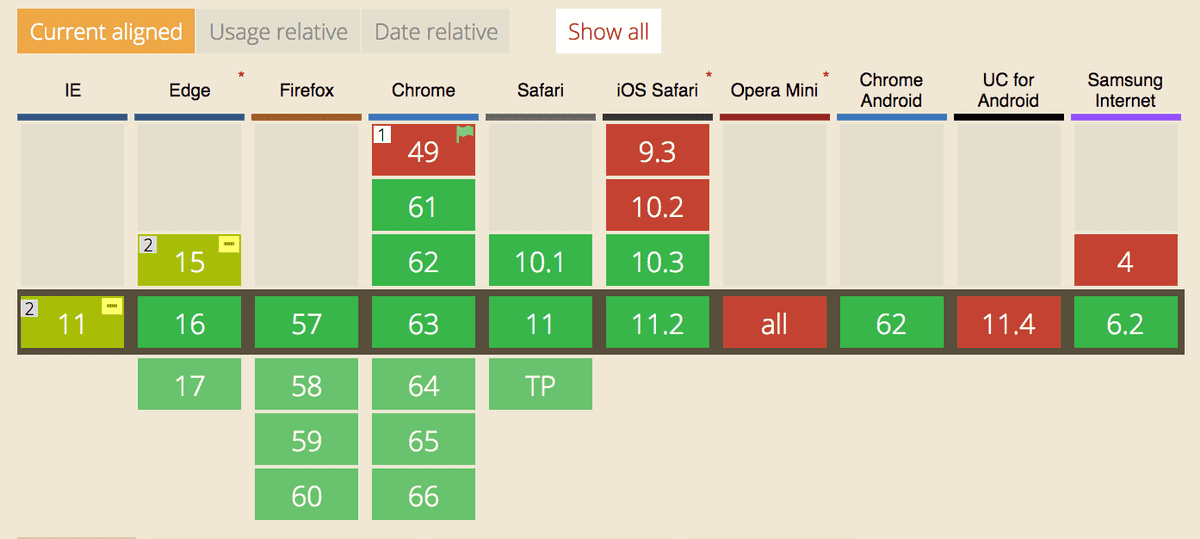 Current aligned Usage relative Date relative Show all
IE Edge * Firefox Chrome Safari iOS Safari * Opera Mini * Chrome Android UC for Android Samsung Internet
1 49 9.3
61 10.2
2 15 62 10.1 10.3 4
2 11 16 57 63 11 11.2 all 62 11.4 6.2
17 58 64 TP
59 65
60 66